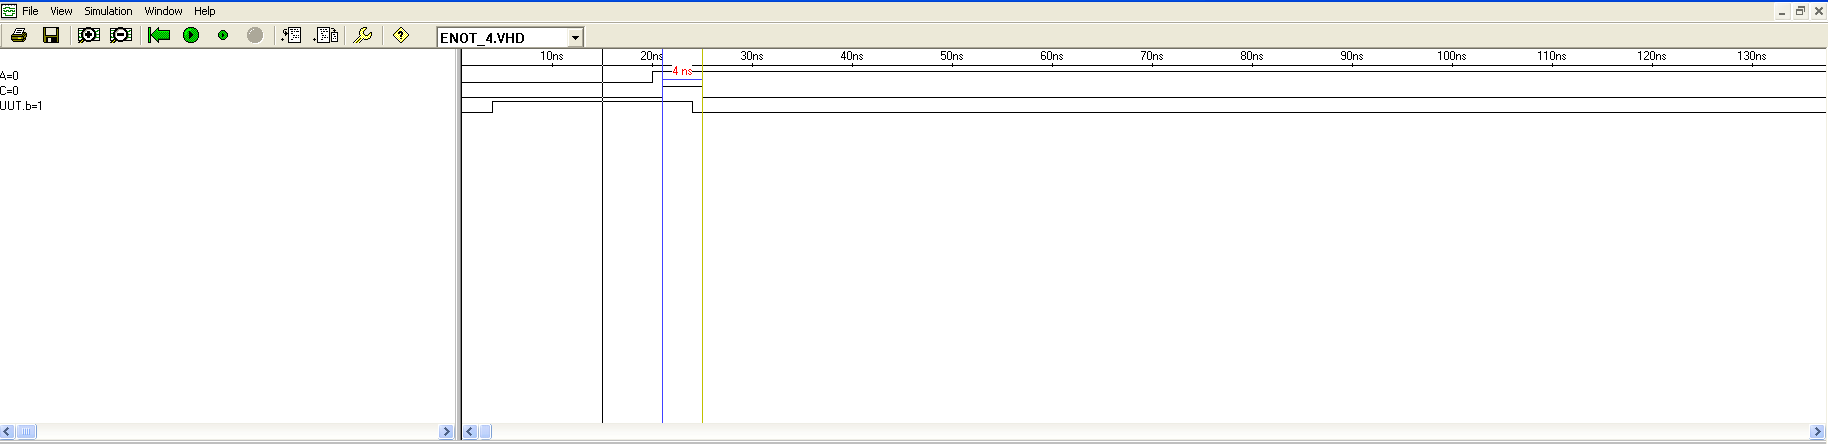 File View Simulation Window Help
ENOT_4.VHD
10ns 20ns 30ns 40ns 50ns 60ns 70ns 80ns 90ns 100ns 110ns 120ns 130ns
A=0
4 ns
C=0
UUT.b=1